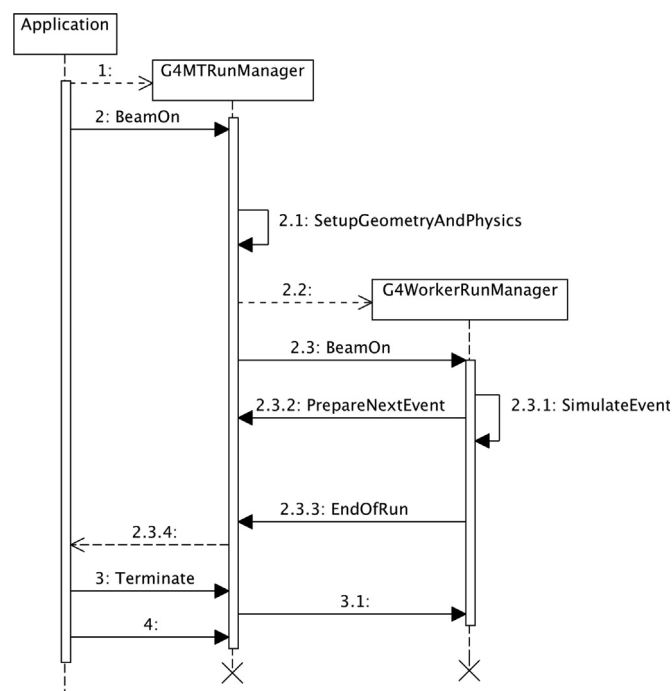 Application
1:
G4MTRunManager
2: BeamOn
2.1: SetupGeometryAndPhysics
2.2:
G4WorkerRunManager
2.3: BeamOn
2.3.2: PrepareNextEvent
2.3.1: SimulateEvent
2.3.3: EndOfRun
2.3.4:
3: Terminate
3.1:
4: